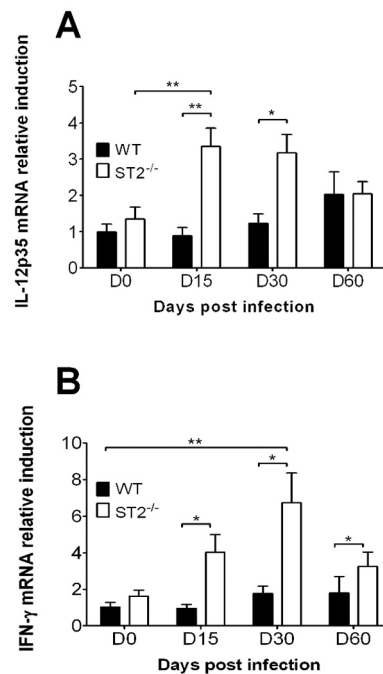 A
IL-12p35 mRNA relative induction
5
4
3
2
1
0
**
**
*
WT
ST2-/-
D0 D15 D30 D60
Days post infection
B
IFN-γ mRNA relative induction
10
8
6
4
2
0
**
*
*
*
WT
ST2-/-
D0 D15 D30 D60
Days post infection